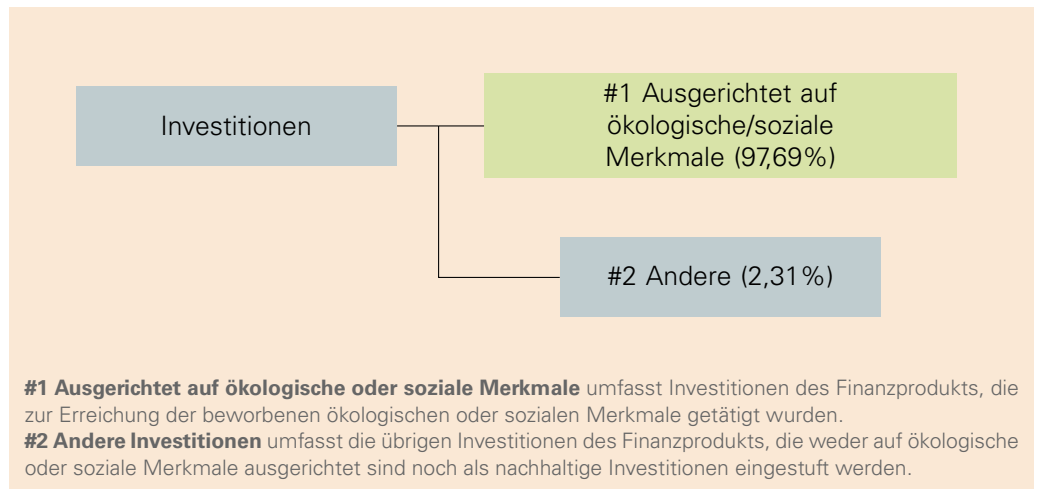 Investitionen
#1 Ausgerichtet auf
ökologische/soziale
Merkmale (97,69%)
#2 Andere (2,31%)
#1 Ausgerichtet auf ökologische oder soziale Merkmale umfasst Investitionen des Finanzprodukts, die
zur Erreichung der beworbenen ökologischen oder sozialen Merkmale getätigt wurden.
#2 Andere Investitionen umfasst die übrigen Investitionen des Finanzprodukts, die weder auf ökologische
oder soziale Merkmale ausgerichtet sind noch als nachhaltige Investitionen eingestuft werden.